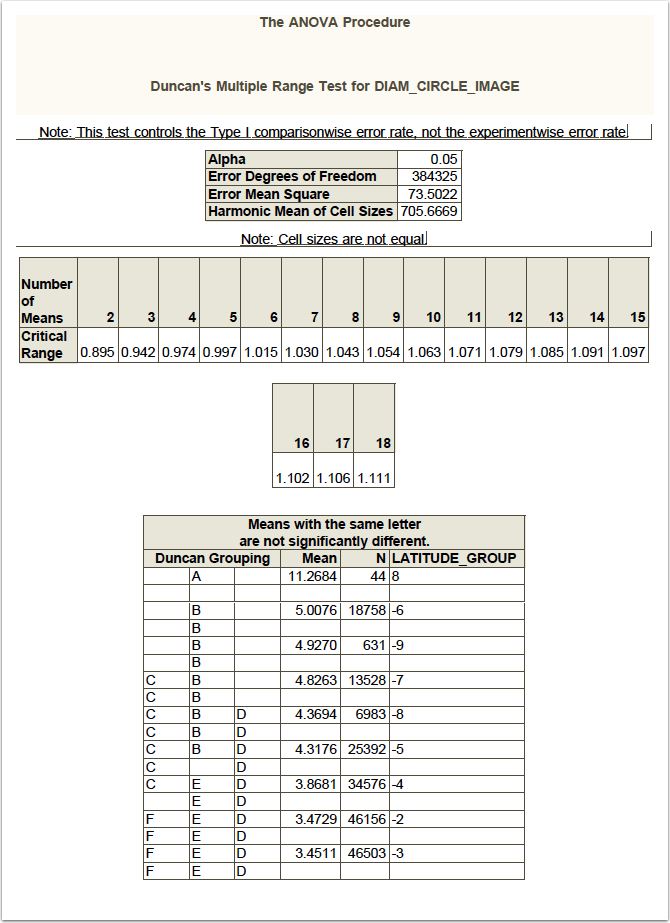 The ANOVA Procedure
Duncan's Multiple Range Test for DIAM_CIRCLE_IMAGE
Note: This test controls the Type I comparisonwise error rate, not the experimentwise error rate.
Alpha 0.05
Error Degrees of Freedom 384325
Error Mean Square 73.5022
Harmonic Mean of Cell Sizes 705.6669
Note: Cell sizes are not equal.
Number
of
Means 2 3 4 5 6 7 8 9 10 11 12 13 14 15
Critical
Range 0.895 0.942 0.974 0.997 1.015 1.030 1.043 1.054 1.063 1.071 1.079 1.085 1.091 1.097
16 17 18
1.102 1.106 1.111
Means with the same letter
are not significantly different.
Duncan Grouping Mean N LATITUDE_GROUP
A 11.2684 44 8
B 5.0076 18758 -6
B
B 4.9270 631 -9
B
C B 4.8263 13528 -7
C B
C B D 4.3694 6983 -8
C B D
C B D 4.3176 25392 -5
C D
C E D 3.8681 34576 -4
E D
F E D 3.4729 46156 -2
F E D
F E D 3.4511 46503 -3
F E D